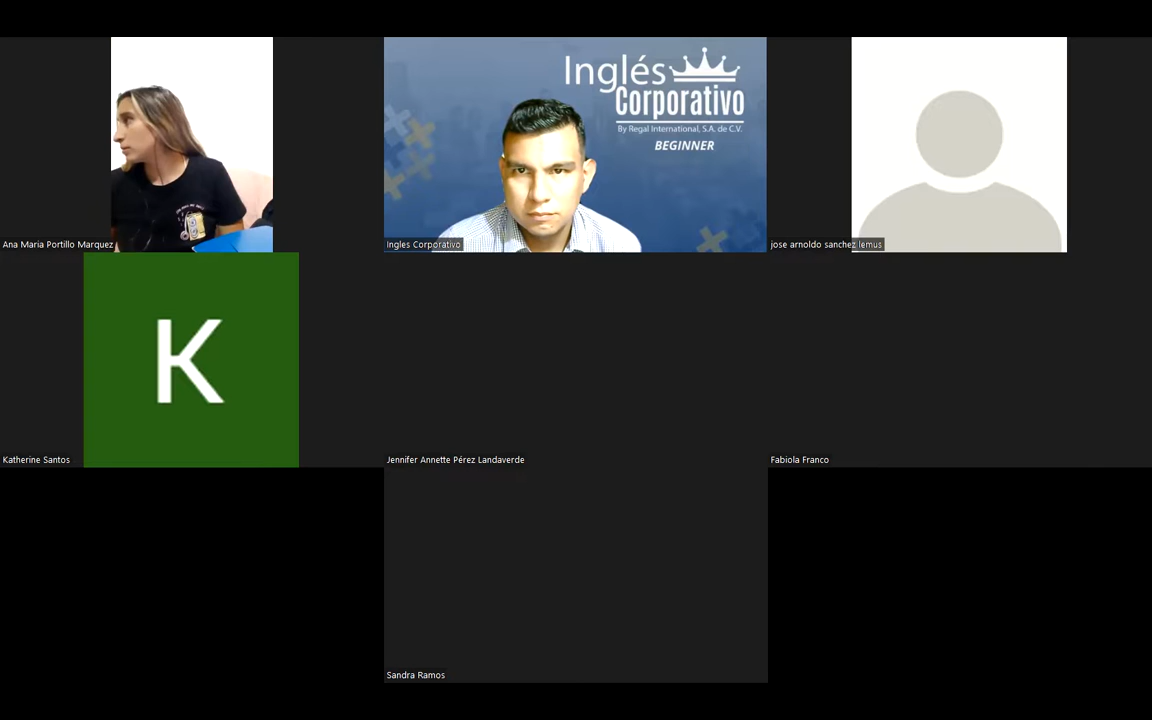 Inglés
Corporativo
By Regal International, S.A. de C.V.
BEGINNER
Ana Maria Portillo Marquez
Ingles Corporativo
jose arnoldo sanchez lemus
K
Katherine Santos
Jennifer Annette Pérez Landaverde
Fabiola Franco
Sandra Ramos